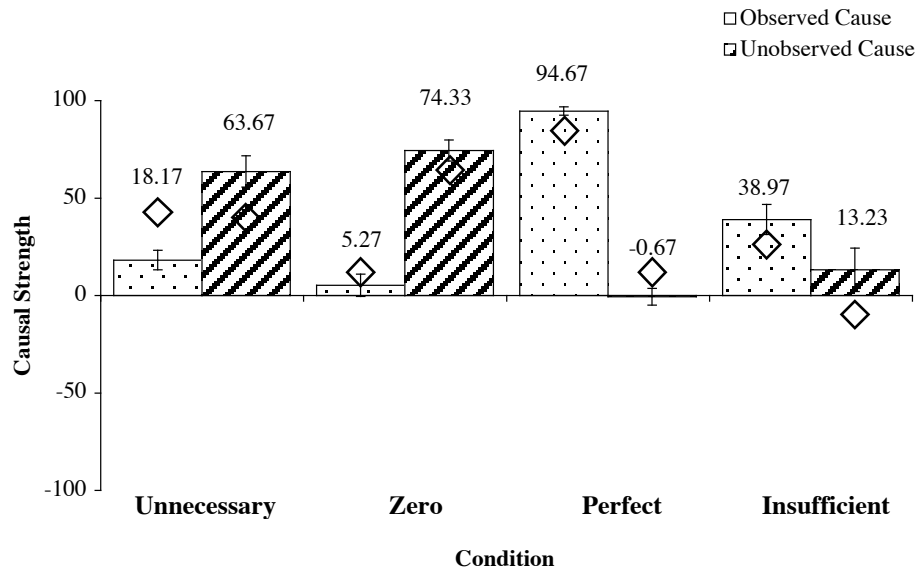 Observed Cause
Unobserved Cause
94.67
100
74.33
63.67
18.17
38.97
50
13.23
5.27
-0.67
0
-50
-100
Causal Strength
Unnecessary Zero Perfect Insufficient
Condition